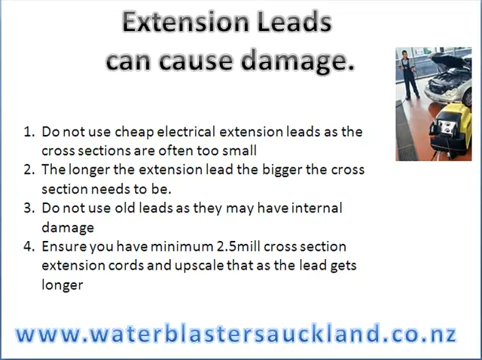 Extension Leads
can cause damage.
1. Do not use cheap electrical extension leads as the
cross sections are often too small
2. The longer the extension lead the bigger the cross
section needs to be.
3. Do not use old leads as they may have internal
damage
4. Ensure you have minimum 2.5mill cross section
extension cords and upscale that as the lead gets
longer
www.waterblastersauckland.co.nz